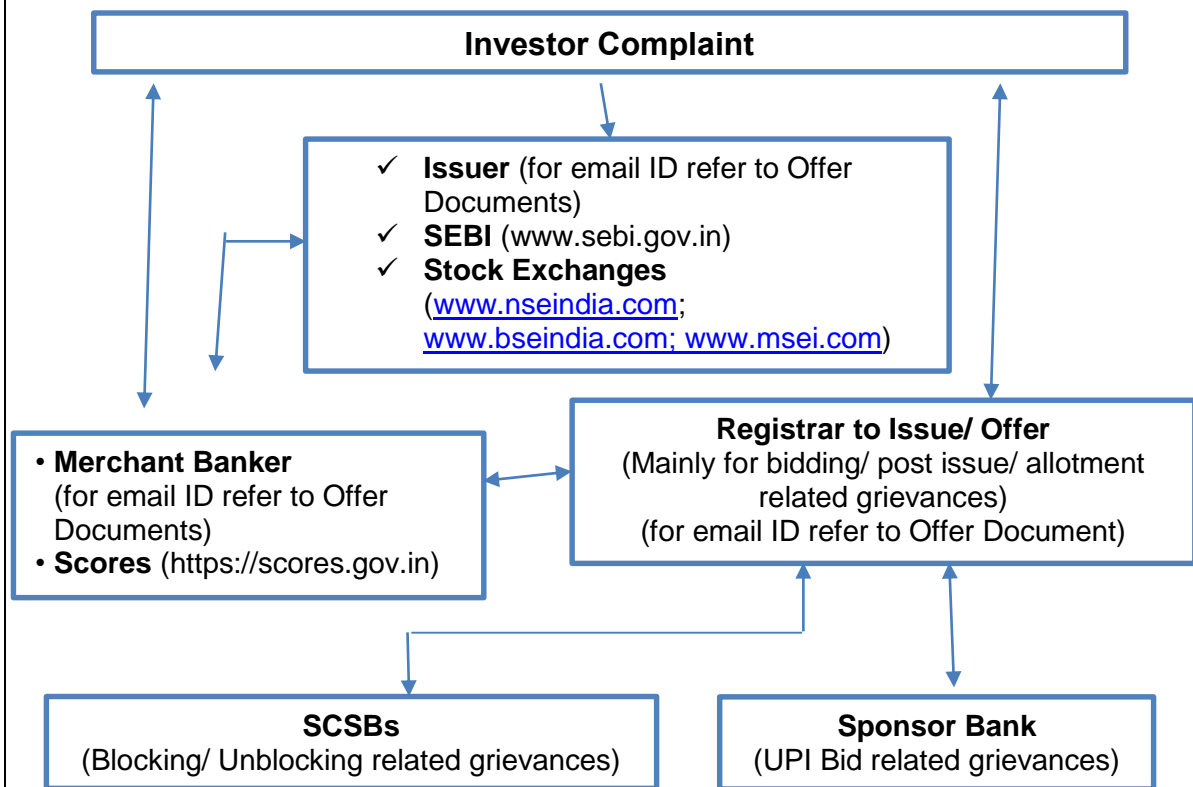 Investor Complaint
✓ Issuer (for email ID refer to Offer
Documents)
✓ SEBI (www.sebi.gov.in)
✓ Stock Exchanges
(www.nseindia.com;
www.bseindia.com; www.msei.com)
• Merchant Banker
(for email ID refer to Offer
Documents)
• Scores (https://scores.gov.in)
Registrar to Issue/ Offer
(Mainly for bidding/ post issue/ allotment
related grievances)
(for email ID refer to Offer Document)
SCSBs
(Blocking/ Unblocking related grievances)
Sponsor Bank
(UPI Bid related grievances)